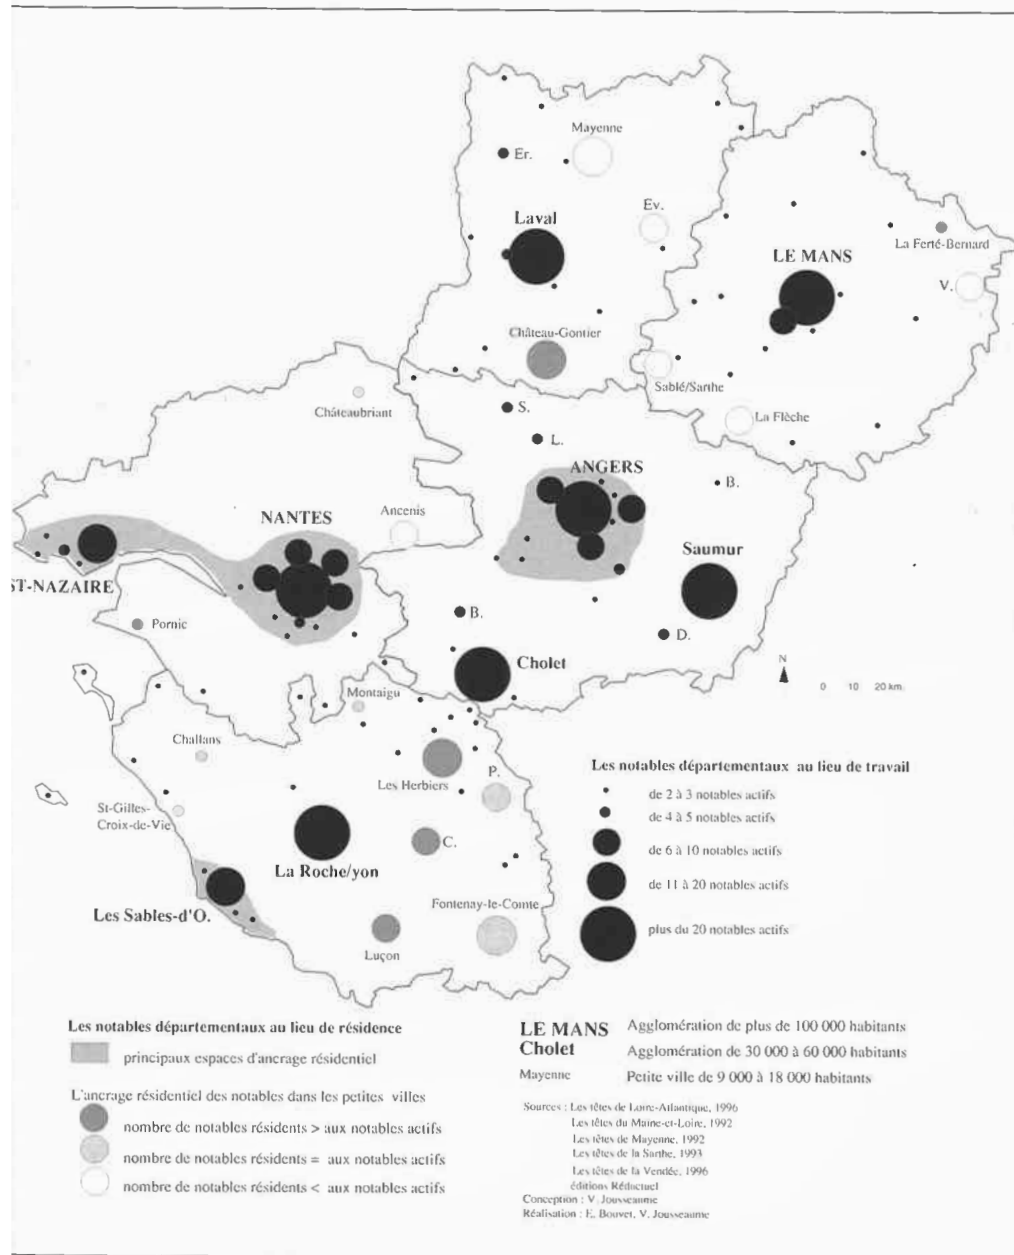 Mayenne
Er.
Ev.
Laval
La Ferté-Bernard
LE MANS
V.
Château-Gontier
Sablé/Sarthe
Châteaubriant
S.
La Flèche
L.
ANGERS
B.
Ancenis
NANTES
Saumur
ST-NAZAIRE
B.
Pornic
D.
Cholet
N
0 10 20 km.
Montaigu
Challans
Les Herbiers
P.
St-Gilles-
Croix-de-Vie
C.
La Roche/yon
Les Sables-d'O.
Fontenay-le-Comte
Luçon
Les notables départementaux au lieu de travail
de 2 à 3 notables actifs
de 4 à 5 notables actifs
de 6 à 10 notables actifs
de 11 à 20 notables actifs
plus du 20 notables actifs
Les notables départementaux au lieu de résidence
principaux espaces d'ancrage résidentiel
L'ancrage résidentiel des notables dans les petites villes
nombre de notables résidents > aux notables actifs
nombre de notables résidents = aux notables actifs
nombre de notables résidents < aux notables actifs
LE MANS Agglomération de plus de 100 000 habitants
Cholet Agglomération de 30 000 à 60 000 habitants
Mayenne Petite ville de 9 000 à 18 000 habitants
Sources : Les têtes de Loire-Atlantique, 1996
Les têtes du Maine-et-Loire, 1992
Les têtes de Mayenne, 1992
Les têtes de la Sarthe, 1993
Les têtes de la Vendée, 1996
éditions Réductuel
Conception : V. Jousseaume
Réalisation : E. Bouvet, V. Jousseaume